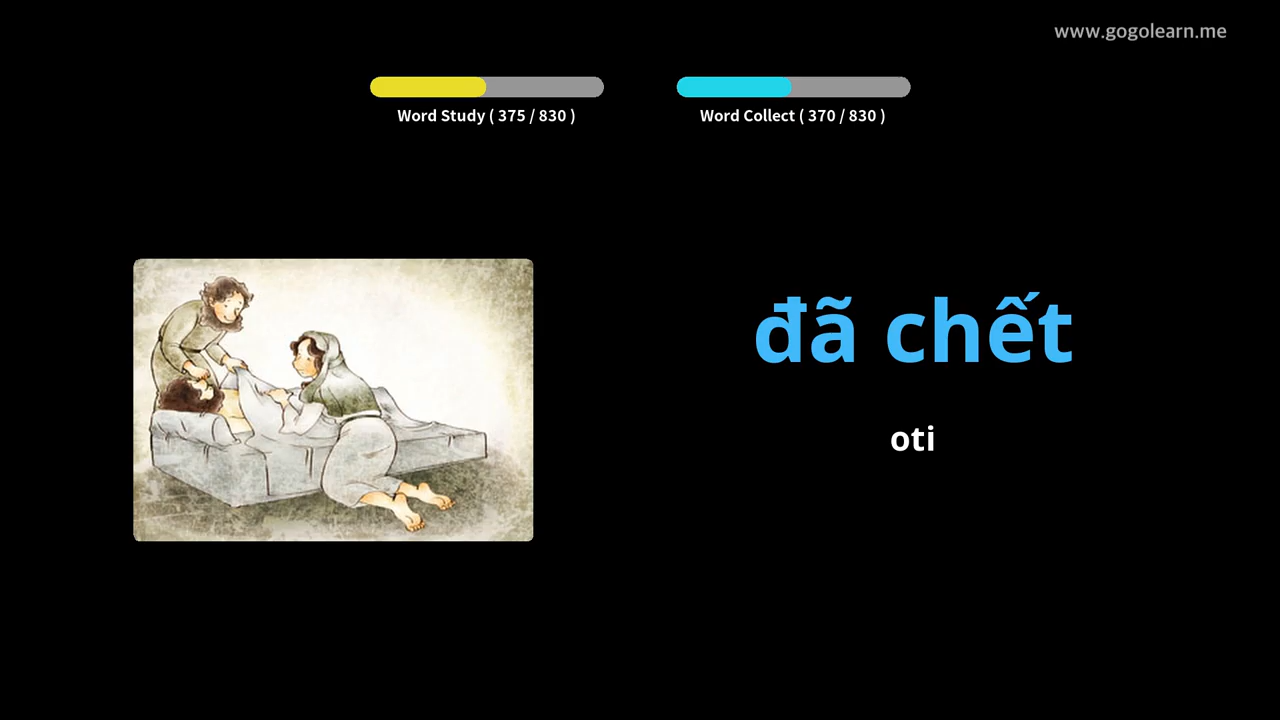 www.gogolearn.me
Word Study ( 375 / 830 )
Word Collect ( 370 / 830 )
đã chết
oti